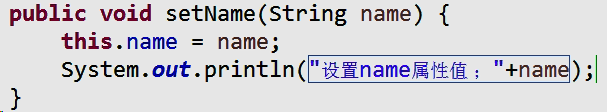 public void setName(String name) {
    this.name = name;
    System.out.println("设置name属性值；"+name);
}